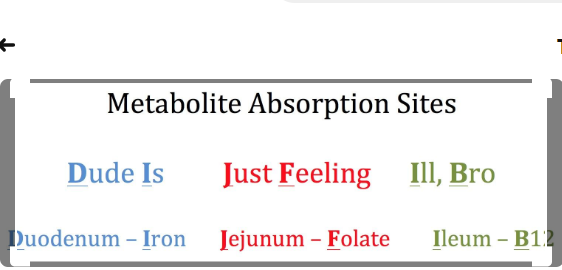 Metabolite Absorption Sites
Dude Is Just Feeling Ill, Bro
Duodenum – Iron Jejunum – Folate Ileum – B12